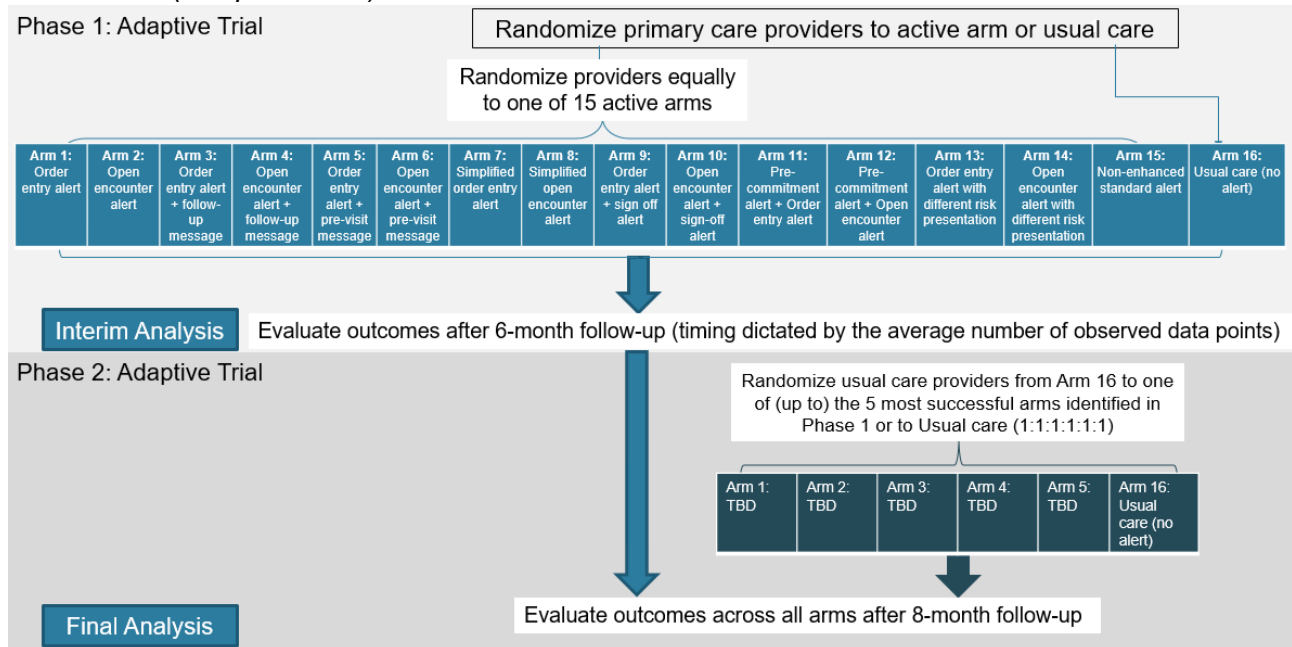 Phase 1: Adaptive Trial
Randomize primary care providers to active arm or usual care
Randomize providers equally
to one of 15 active arms
Arm 1:
Order
entry alert
Arm 2:
Open
encounter
alert
Arm 3:
Order
entry alert
+ follow-
up
message
Arm 4:
Open
encounter
alert +
follow-up
message
Arm 5:
Order
entry
alert +
pre-visit
message
Arm 6:
Open
encounter
alert +
pre-visit
message
Arm 7:
Simplified
order entry
alert
Arm 8:
Simplified
open
encounter
alert
Arm 9:
Order
entry alert
+ sign off
alert
Arm 10:
Open
encounter
alert +
sign-off
alert
Arm 11:
Pre-
commitment
alert + Order
entry alert
Arm 12:
Pre-
commitment
alert + Open
encounter
alert
Arm 13:
Order entry
alert with
different risk
presentation
Arm 14:
Open
encounter
alert with
different risk
presentation
Arm 15:
Non-enhanced
standard alert
Arm 16:
Usual care (no
alert)
Interim Analysis
Evaluate outcomes after 6-month follow-up (timing dictated by the average number of observed data points)
Phase 2: Adaptive Trial
Randomize usual care providers from Arm 16 to one
of (up to) the 5 most successful arms identified in
Phase 1 or to Usual care (1:1:1:1:1:1)
Arm 1:
TBD
Arm 2:
TBD
Arm 3:
TBD
Arm 4:
TBD
Arm 5:
TBD
Arm 16:
Usual
care (no
alert)
Evaluate outcomes across all arms after 8-month follow-up
Final Analysis